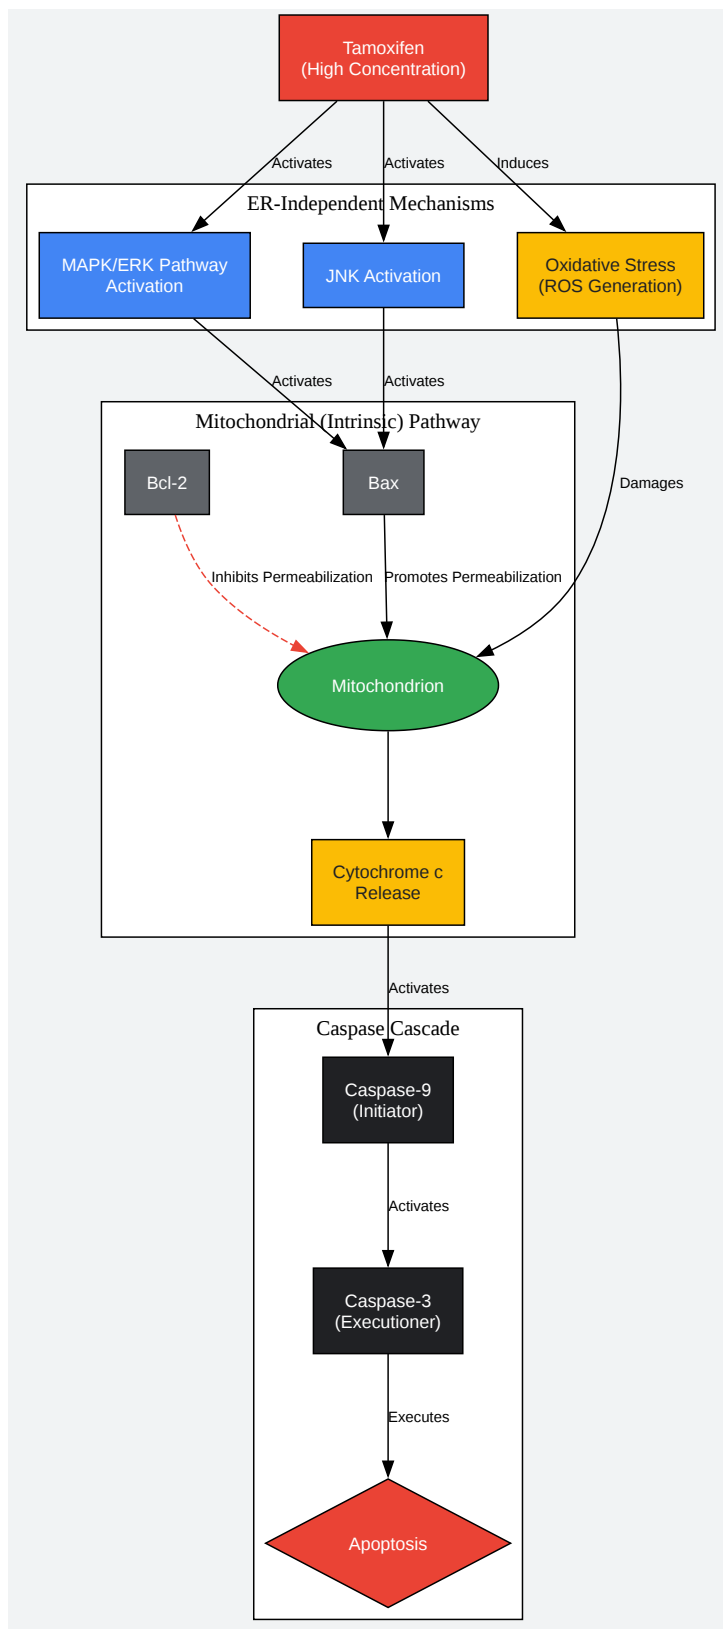 Tamoxifen
(High Concentration)
Activates
Activates
Induces
ER-Independent Mechanisms
MAPK/ERK Pathway
Activation
JNK Activation
Oxidative Stress
(ROS Generation)
Activates
Activates
Mitochondrial (Intrinsic) Pathway
Bcl-2
Bax
Damages
Inhibits Permeabilization
Promotes Permeabilization
Mitochondrion
Cytochrome c
Release
Activates
Caspase Cascade
Caspase-9
(Initiator)
Activates
Caspase-3
(Executioner)
Executes
Apoptosis